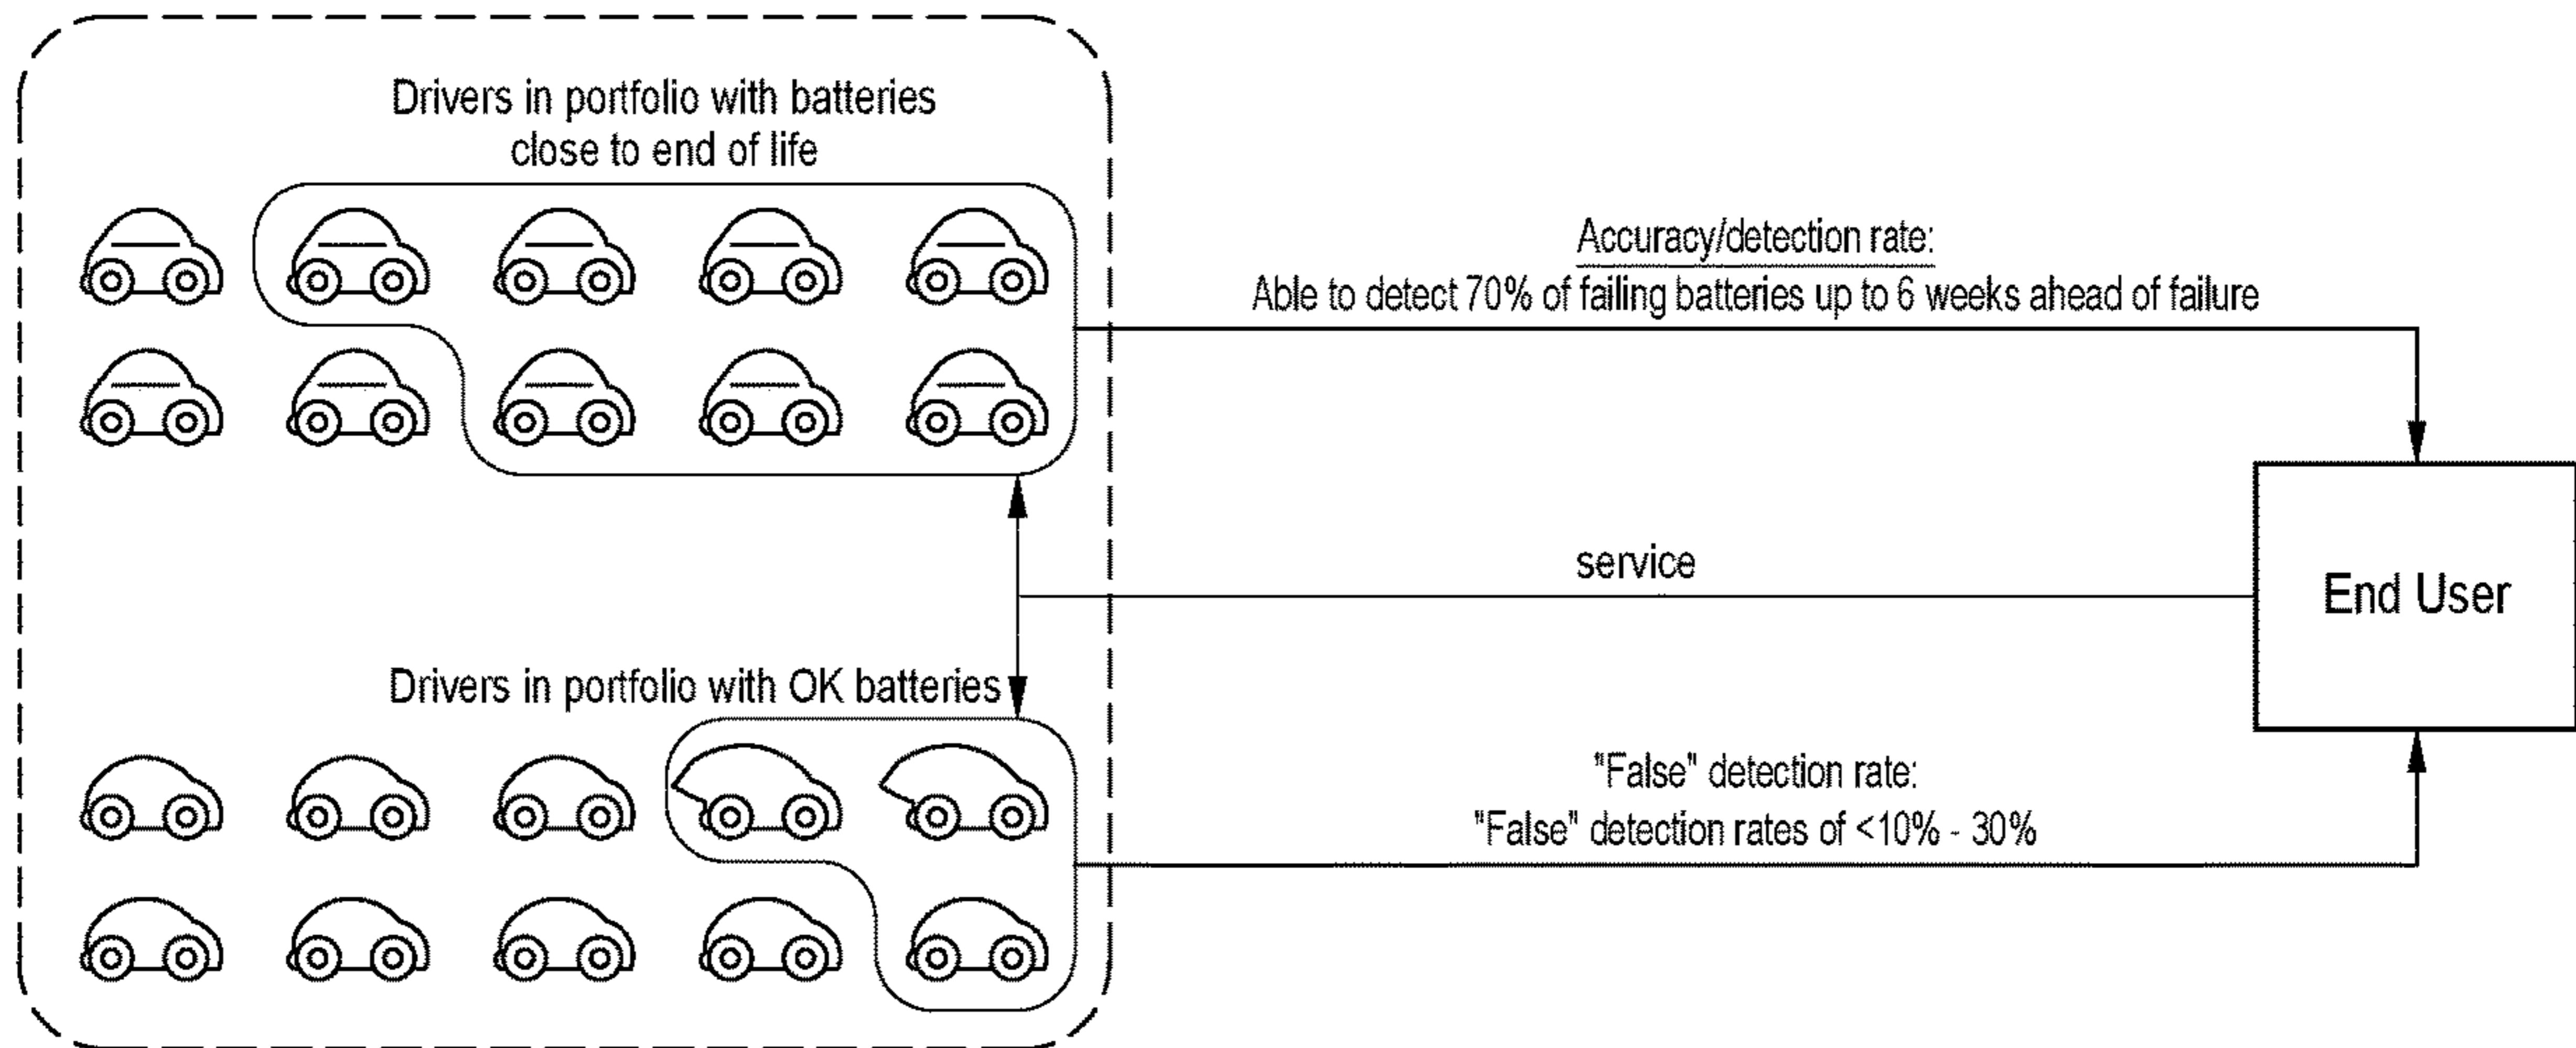 Drivers in portfolio with batteries
close to end of life
Accuracy/detection rate:
Able to detect 70% of failing batteries up to 6 weeks ahead of failure
service
End User
Drivers in portfolio with OK batteries
"False" detection rate:
"False" detection rates of <10% - 30%